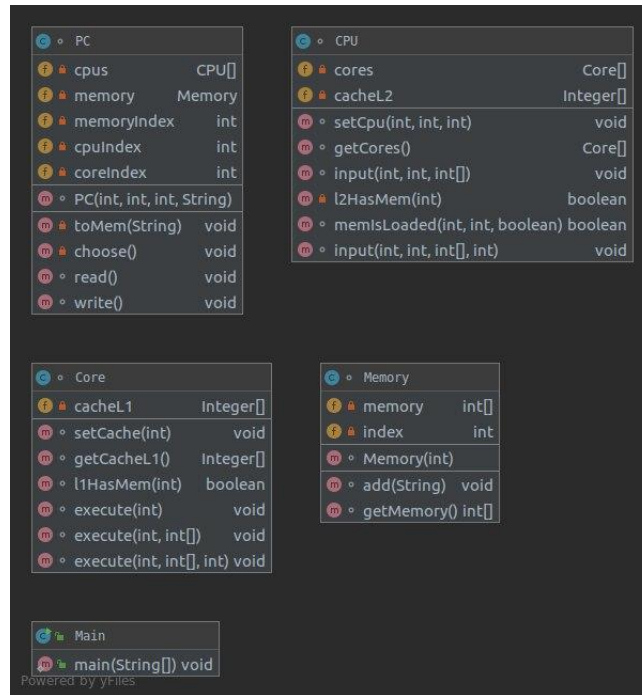 PC
cpus CPU[]
memory Memory
memoryIndex int
cpuIndex int
coreIndex int
PC(int, int, int, String)
toMem(String) void
choose() void
read() void
write() void
CPU
cores Core[]
cacheL2 Integer[]
setCpu(int, int, int) void
getCores() Core[]
input(int, int, int[]) void
l2HasMem(int) boolean
memIsLoaded(int, int, boolean) boolean
input(int, int, int[], int) void
Core
cacheL1 Integer[]
setCache(int) void
getCacheL1() Integer[]
l1HasMem(int) boolean
execute(int) void
execute(int, int[]) void
execute(int, int[], int) void
Memory
memory int[]
index int
Memory(int)
add(String) void
getMemory() int[]
Main
main(String[]) void
Powered by yFiles